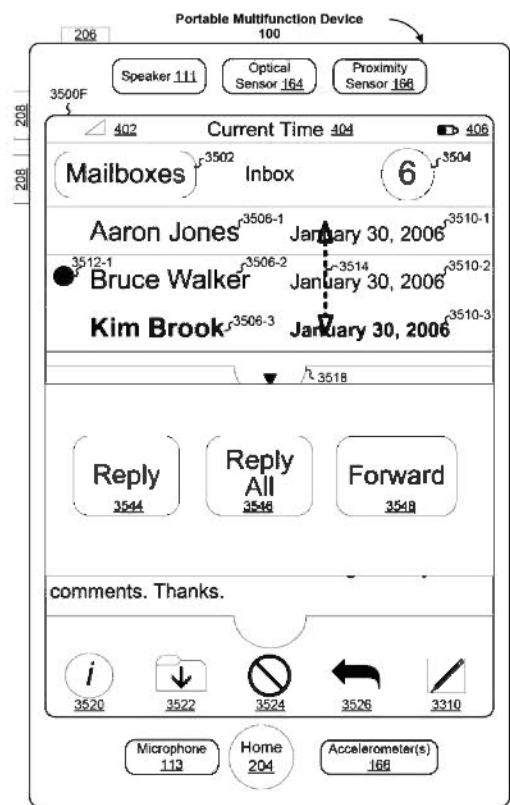 Portable Multifunction Device
206
100
Speaker 111
Optical Sensor 164
Proximity Sensor 166
3500F
208
402
Current Time 404
406
208
Mailboxes
3502
Inbox
6
3504
Aaron Jones
3506-1
January 30, 2006
3510-1
3512-1
Bruce Walker
3506-2
3514
January 30, 2006
3510-2
Kim Brook
3506-3
January 30, 2006
3510-3
3518
Reply
3544
Reply All
3546
Forward
3548
comments. Thanks.
i
3520
3522
3524
3526
3310
Microphone 113
Home 204
Accelerometer(s) 168